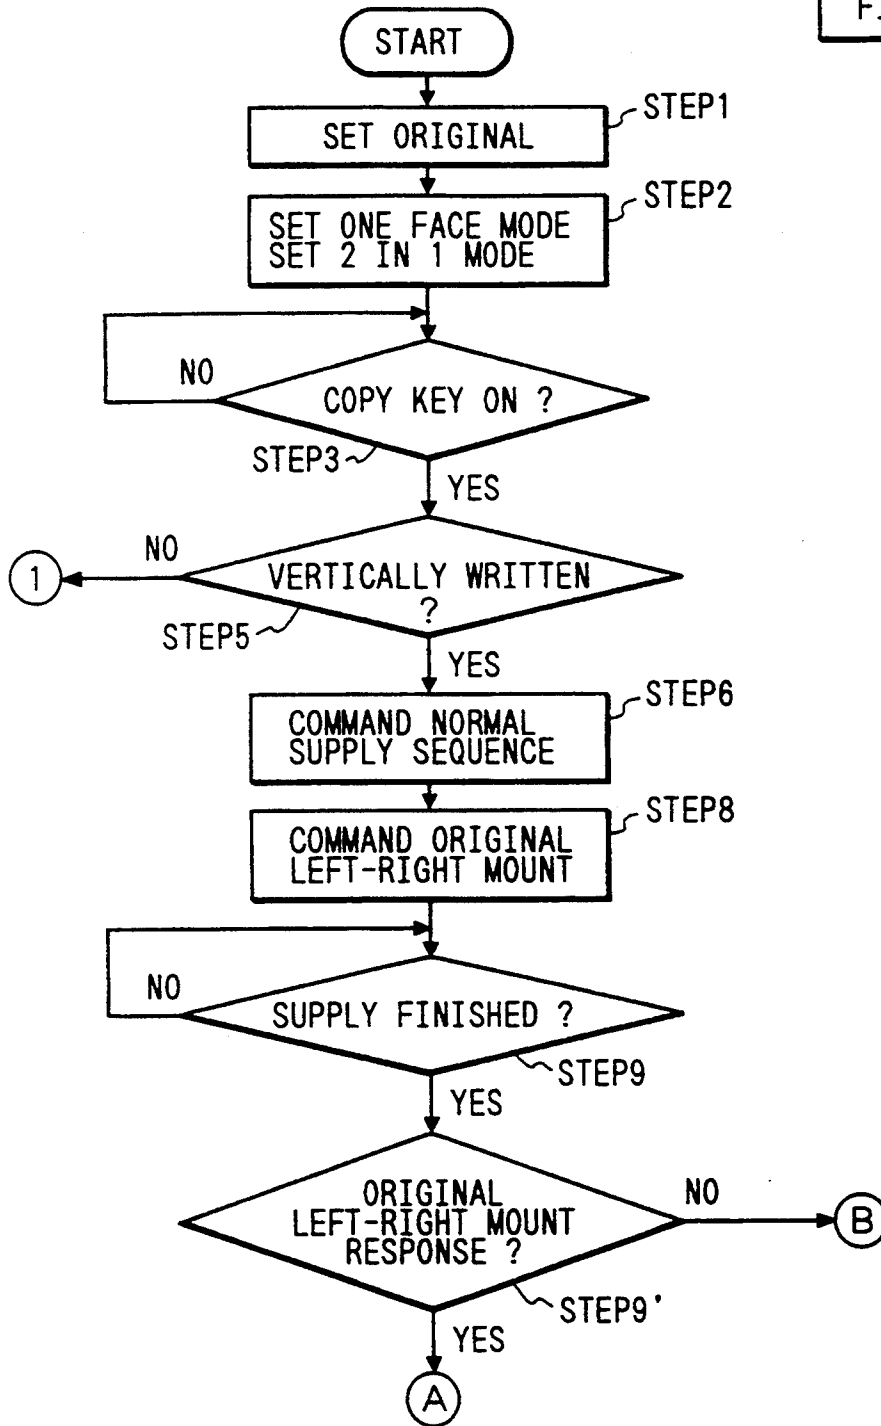 F.
START
STEP1
SET ORIGINAL
STEP2
SET ONE FACE MODE
SET 2 IN 1 MODE
NO
COPY KEY ON ?
STEP3
YES
NO
1
VERTICALLY WRITTEN
?
STEP5
YES
STEP6
COMMAND NORMAL
SUPPLY SEQUENCE
STEP8
COMMAND ORIGINAL
LEFT-RIGHT MOUNT
NO
SUPPLY FINISHED ?
STEP9
YES
ORIGINAL
LEFT-RIGHT MOUNT
RESPONSE ?
NO
B
STEP9'
YES
A